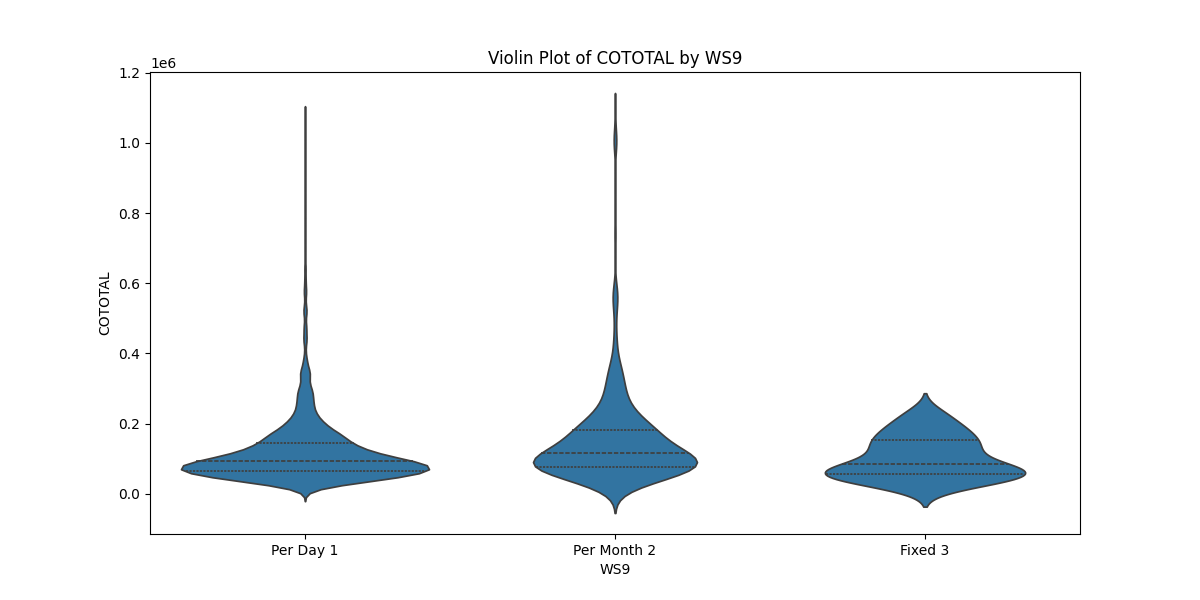 Violin Plot of COTOTAL by WS9
1e6
1.2
1.0
0.8
0.6
0.4
0.2
0.0
COTOTAL
Per Day 1
Per Month 2
Fixed 3
WS9